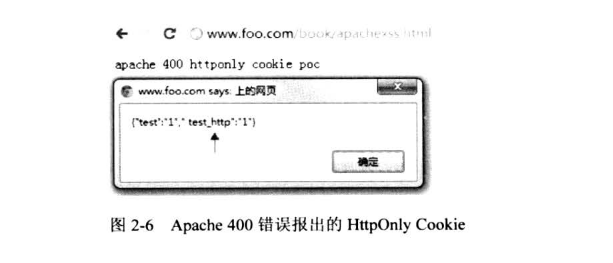 www.foo.com/book/apachexss.html
apache 400 httponly cookie poc
www.foo.com says: 上的网页
{"test":"1"," test_http":"1"}
确定
图 2-6 Apache 400 错误报出的 HttpOnly Cookie